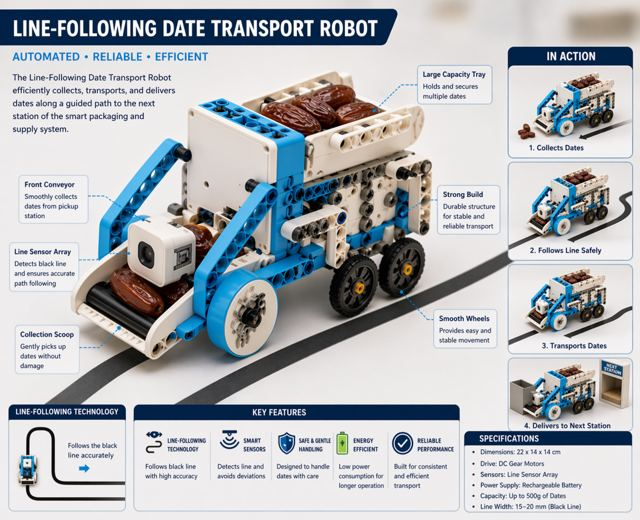 LINE-FOLLOWING DATE TRANSPORT ROBOT
AUTOMATED • RELIABLE • EFFICIENT
The Line-Following Date Transport Robot
efficiently collects, transports, and delivers
dates along a guided path to the next
station of the smart packaging and
supply system.
Front Conveyor
Smoothly collects
dates from pickup
station
Line Sensor Array
Detects black line
and ensures accurate
path following
Collection Scoop
Gently picks up
dates without
damage
Large Capacity Tray
Holds and secures
multiple dates
Strong Build
Durable structure
for stable and
reliable transport
Smooth Wheels
Provides easy and
stable movement
IN ACTION
1. Collects Dates
2. Follows Line Safely
3. Transports Dates
NEXT
STATION
4. Delivers to Next Station
LINE-FOLLOWING TECHNOLOGY
Follows the black
line accurately
KEY FEATURES
LINE-FOLLOWING
TECHNOLOGY
Follows black line
with high accuracy
SMART
SENSORS
Detects line and
avoids deviations
SAFE & GENTLE
HANDLING
Designed to handle
dates with care
ENERGY
EFFICIENT
Low power
consumption for
longer operation
RELIABLE
PERFORMANCE
Built for consistent
and efficient
transport
SPECIFICATIONS
• Dimensions: 22 x 14 x 14 cm
• Drive: DC Gear Motors
• Sensors: Line Sensor Array
• Power Supply: Rechargeable Battery
• Capacity: Up to 500g of Dates
• Line Width: 15–20 mm (Black Line)